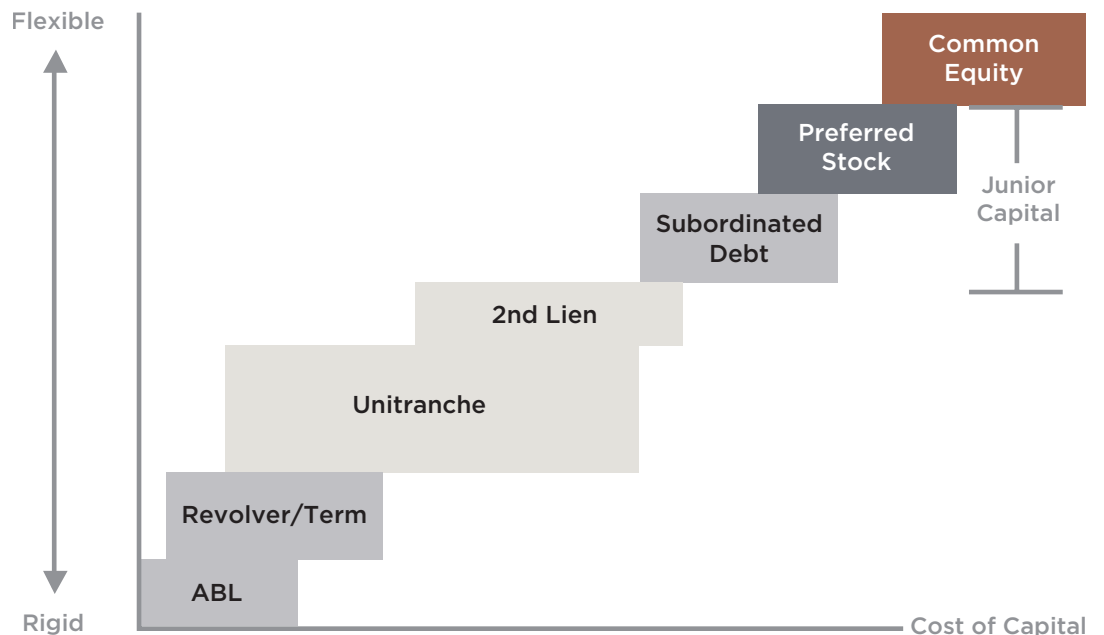 Flexible
Common
Equity
Preferred
Stock
Junior
Capital
Subordinated
Debt
2nd Lien
Unitranche
Revolver/Term
ABL
Rigid
Cost of Capital